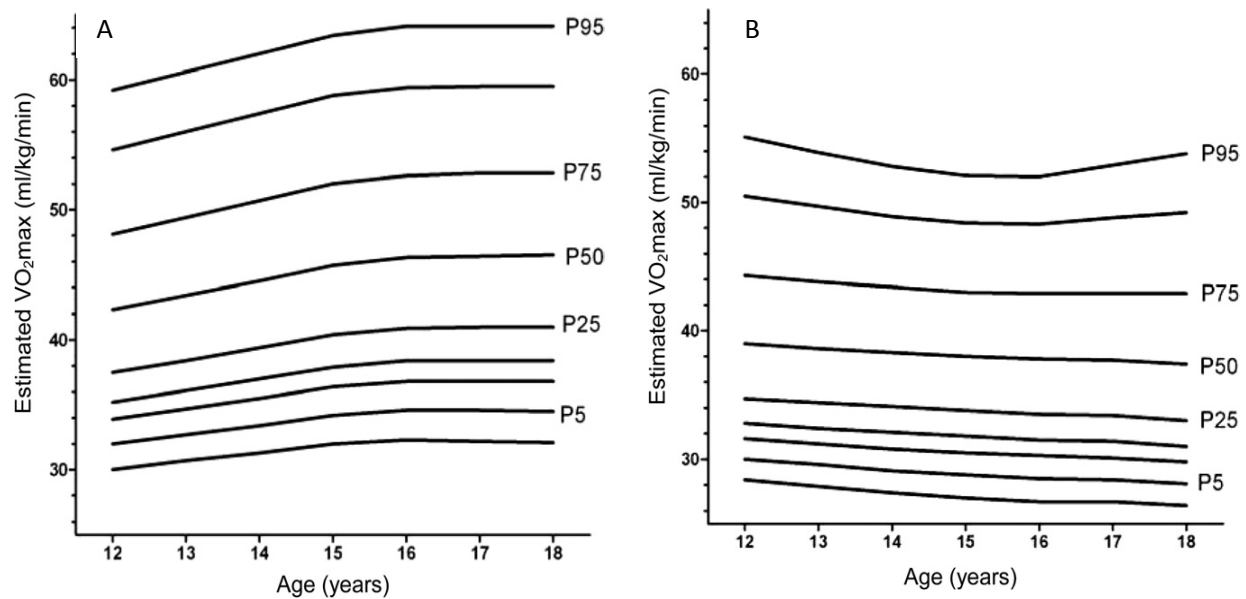 A
Estimated VO₂max (ml/kg/min)
60
50
40
30
P95
P75
P50
P25
P5
12 13 14 15 16 17 18
Age (years)
B
Estimated VO₂max (ml/kg/min)
60
50
40
30
P95
P75
P50
P25
P5
12 13 14 15 16 17 18
Age (years)